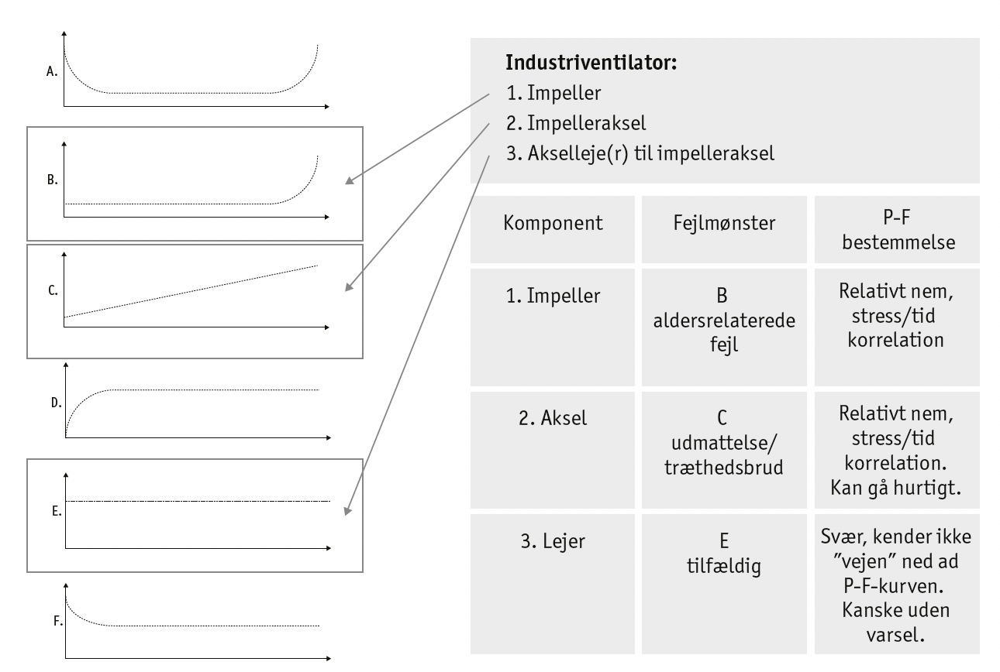 A.
B.
C.
D.
E.
F.
Industriventilator:
1. Impeller
2. Impelleraksel
3. Akselleje(r) til impelleraksel
Komponent
Fejlmønster
P-F
bestemmelse
1. Impeller
B
aldersrelaterede
fejl
Relativt nem,
stress/tid
korrelation
2. Aksel
C
udmattelse/
træthedsbrud
Relativt nem,
stress/tid
korrelation.
Kan gå hurtigt.
3. Lejer
E
tilfældig
Svær, kender ikke
”vejen” ned ad
P-F-kurven.
Kanske uden
varsel.